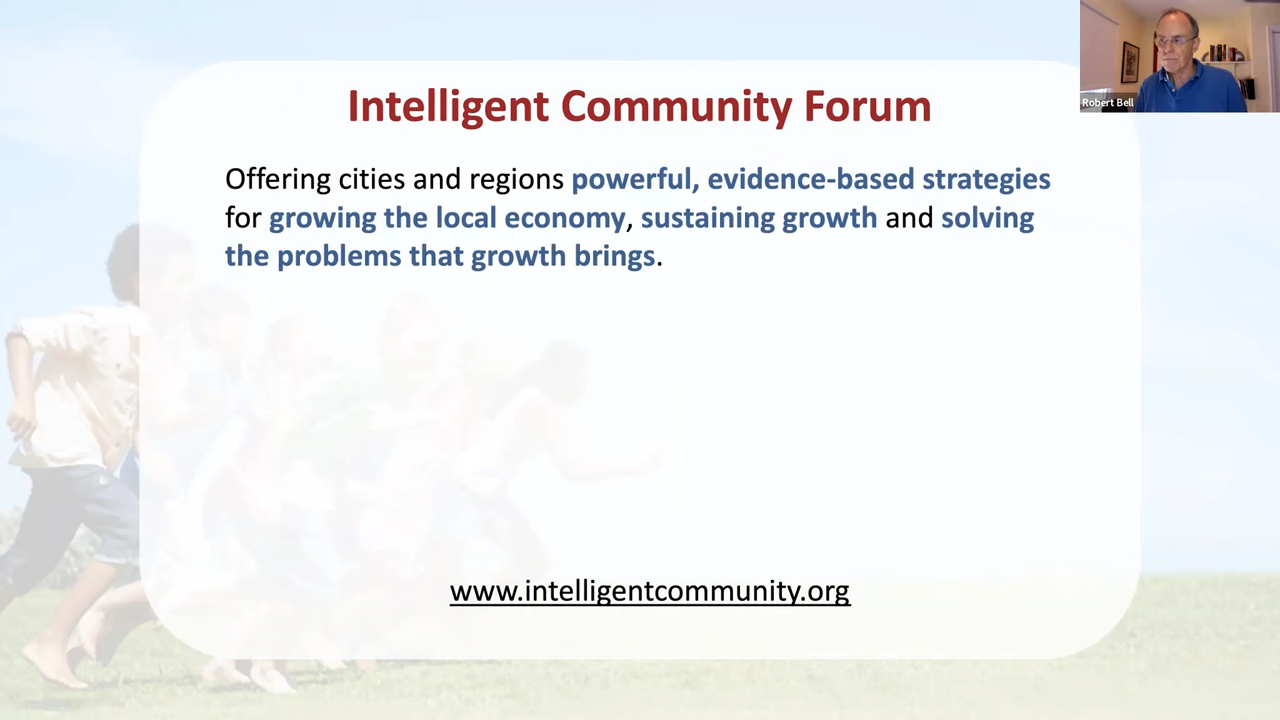 Intelligent Community Forum
Robert Bell
Offering cities and regions powerful, evidence-based strategies
for growing the local economy, sustaining growth and solving
the problems that growth brings.
www.intelligentcommunity.org